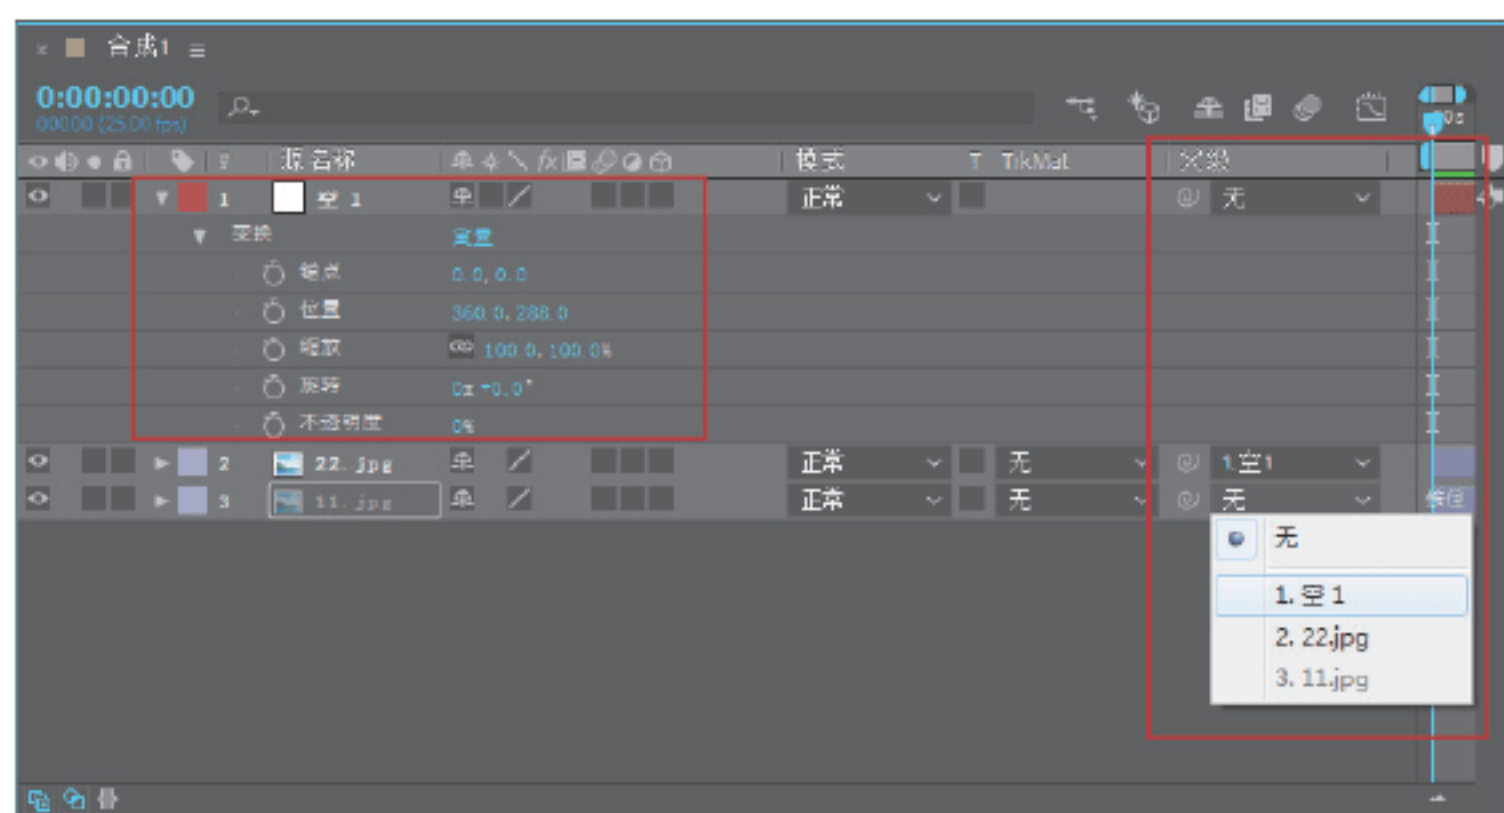 合成1
0:00:00:00
00000 (25.00 fps)
00s
# 源名称 fx 模式 T TrkMat 父级
1 空 1 正常 无
变换 重置
锚点 0.0, 0.0
位置 360.0, 288.0
缩放 100.0, 100.0%
旋转 0x +0.0°
不透明度 0%
2 22.jpg 正常 无 1.空1
3 11.jpg 正常 无 无
无
1. 空 1
2. 22.jpg
3. 11.jpg